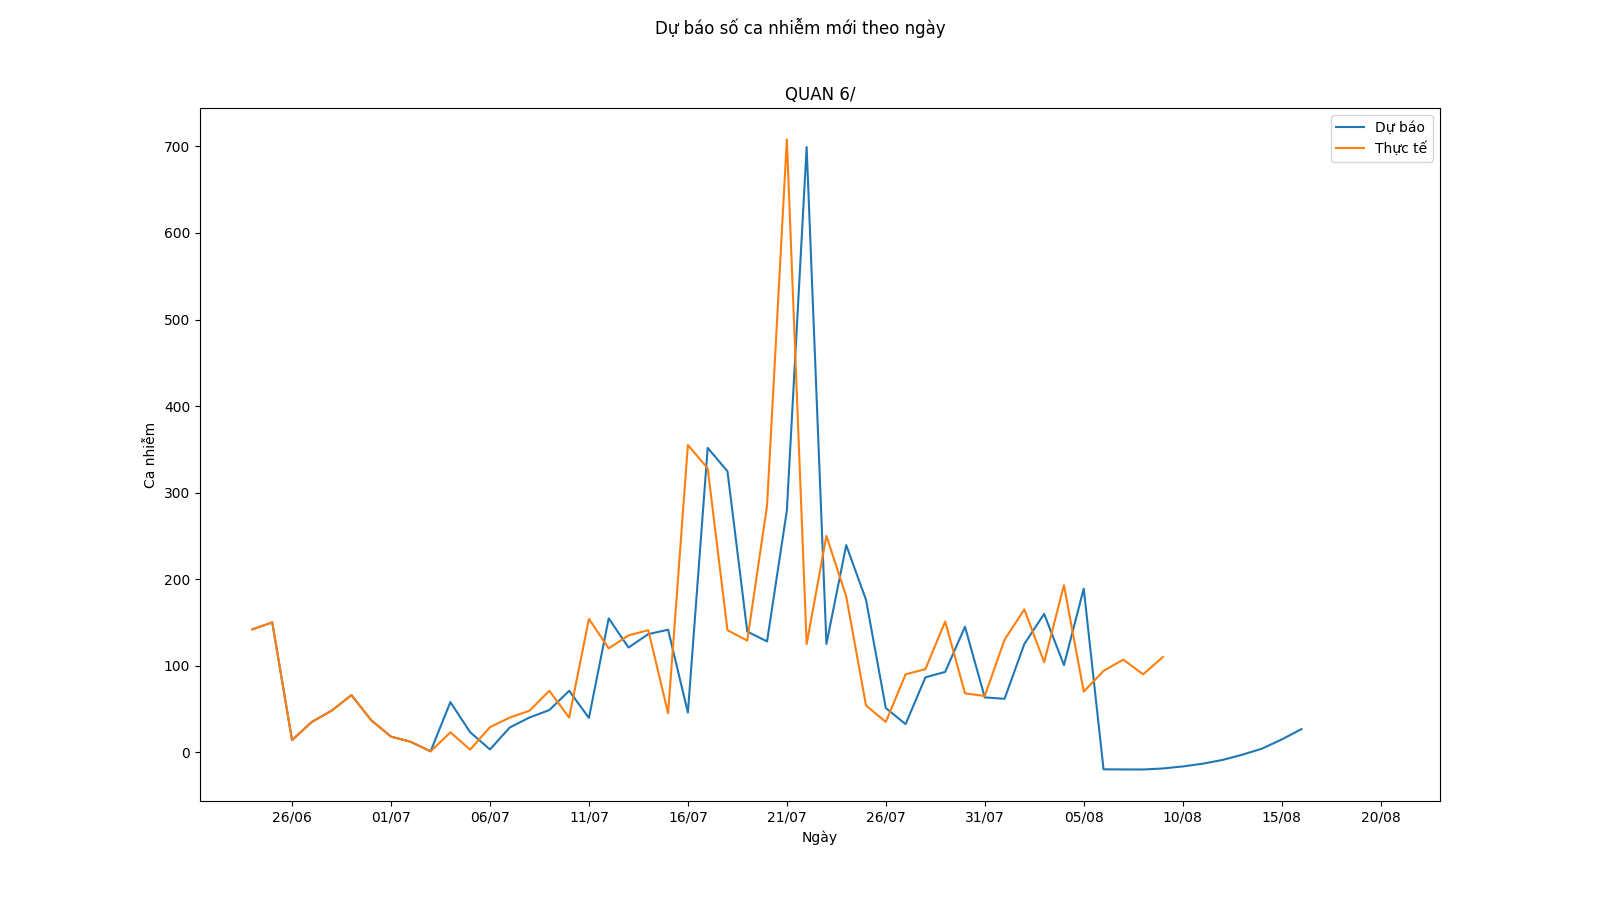 Dự báo số ca nhiễm mới theo ngày
QUAN 6/
Dự báo
Thực tế
700
600
500
400
300
200
100
0
Ca nhiễm
26/06 01/07 06/07 11/07 16/07 21/07 26/07 31/07 05/08 10/08 15/08 20/08
Ngày